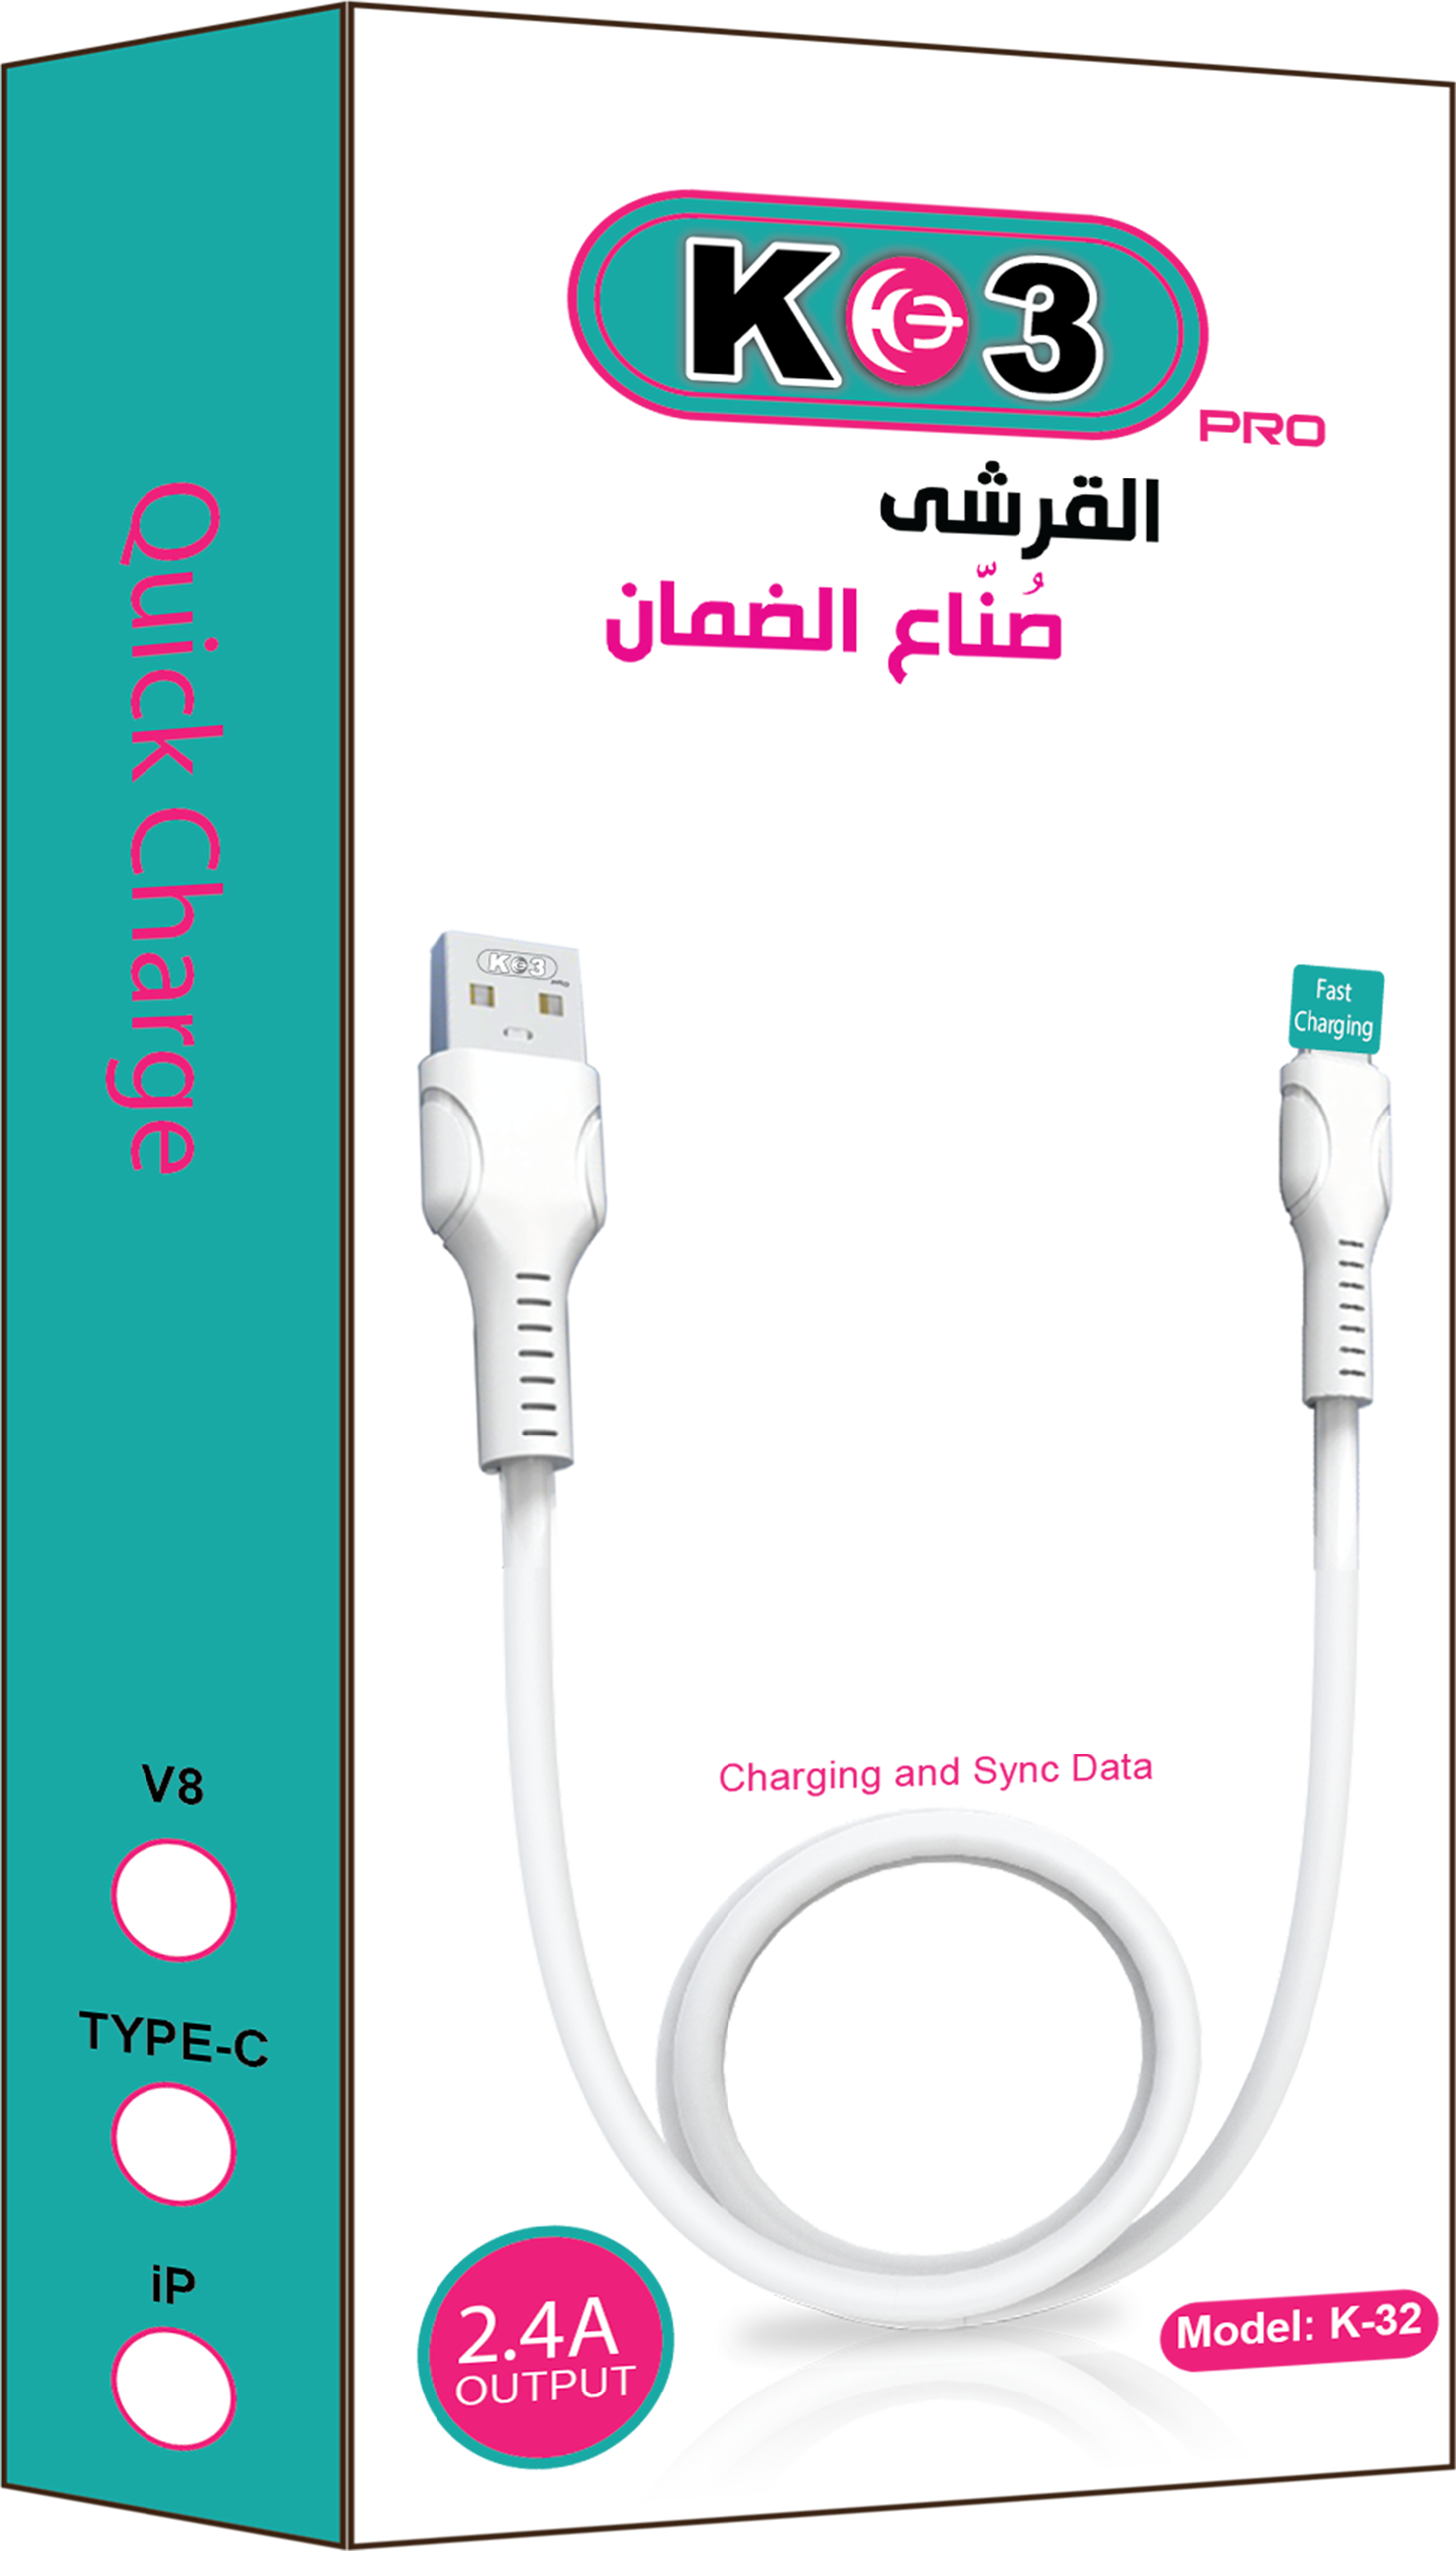 Quick Charge
V8
TYPE-C
iP
K3
PRO
القرشى
صُنّاع الضمان
K3
pro
Fast
Charging
Charging and Sync Data
2.4A
OUTPUT
Model: K-32